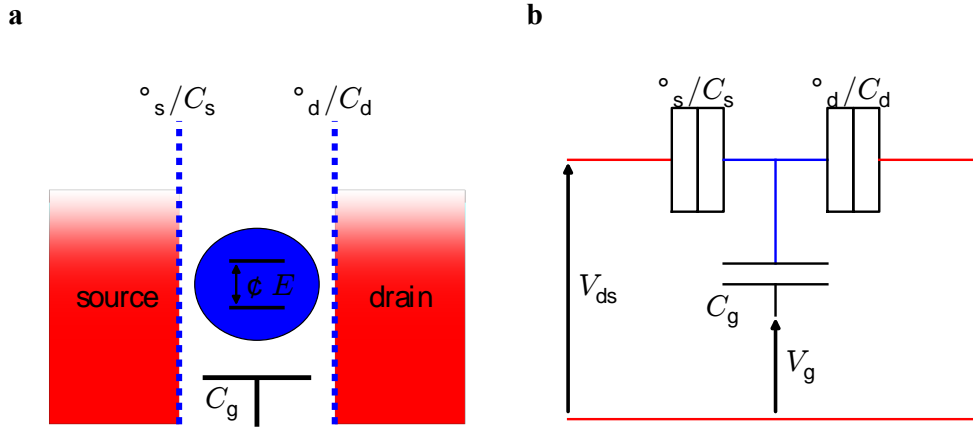 a
b
°s/Cs
°d/Cd
source
¢ E
drain
Cg
°s/Cs
°d/Cd
Vds
Cg
Vg